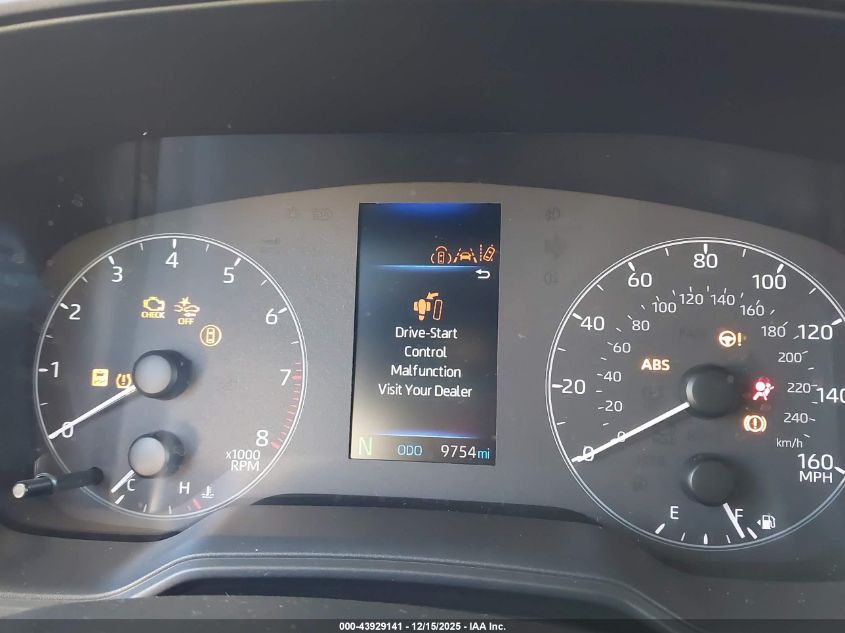 4
3
5
2
6
CHECK
OFF
1
7
0
8
x1000
RPM
C
H
Drive-Start
Control
Malfunction
Visit Your Dealer
N ODO 9754 mi
80
60
100
40
120
20
140
0
160
MPH
100 120 140
80
160
60
180
40
200
20
220
0
240
km/h
ABS
E
F
000-43929141 - 12/15/2025 - IAA Inc.